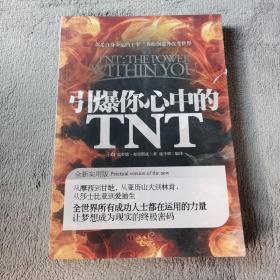 TNT: THE POWER
WITHIN YOU
引爆你心中的
TNT
全新实用版 Practical version of the new
从摩西到甘地，从亚历山大到林肯，
从莎士比亚到爱迪生
全世界所有成功人士都在运用的力量
让梦想成为现实的终极密码